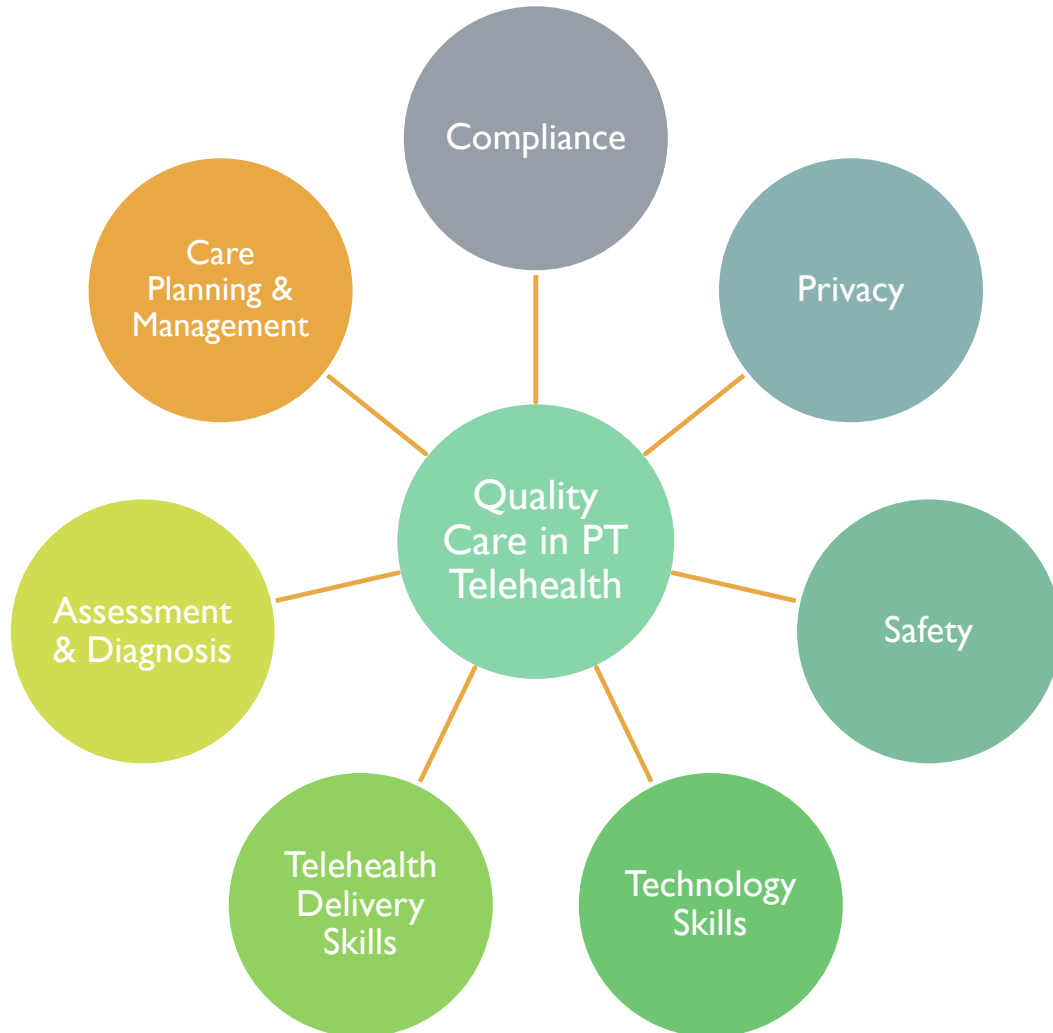 Compliance
Care
Planning &
Management
Privacy
Quality
Care in PT
Telehealth
Assessment
& Diagnosis
Safety
Telehealth
Delivery
Skills
Technology
Skills